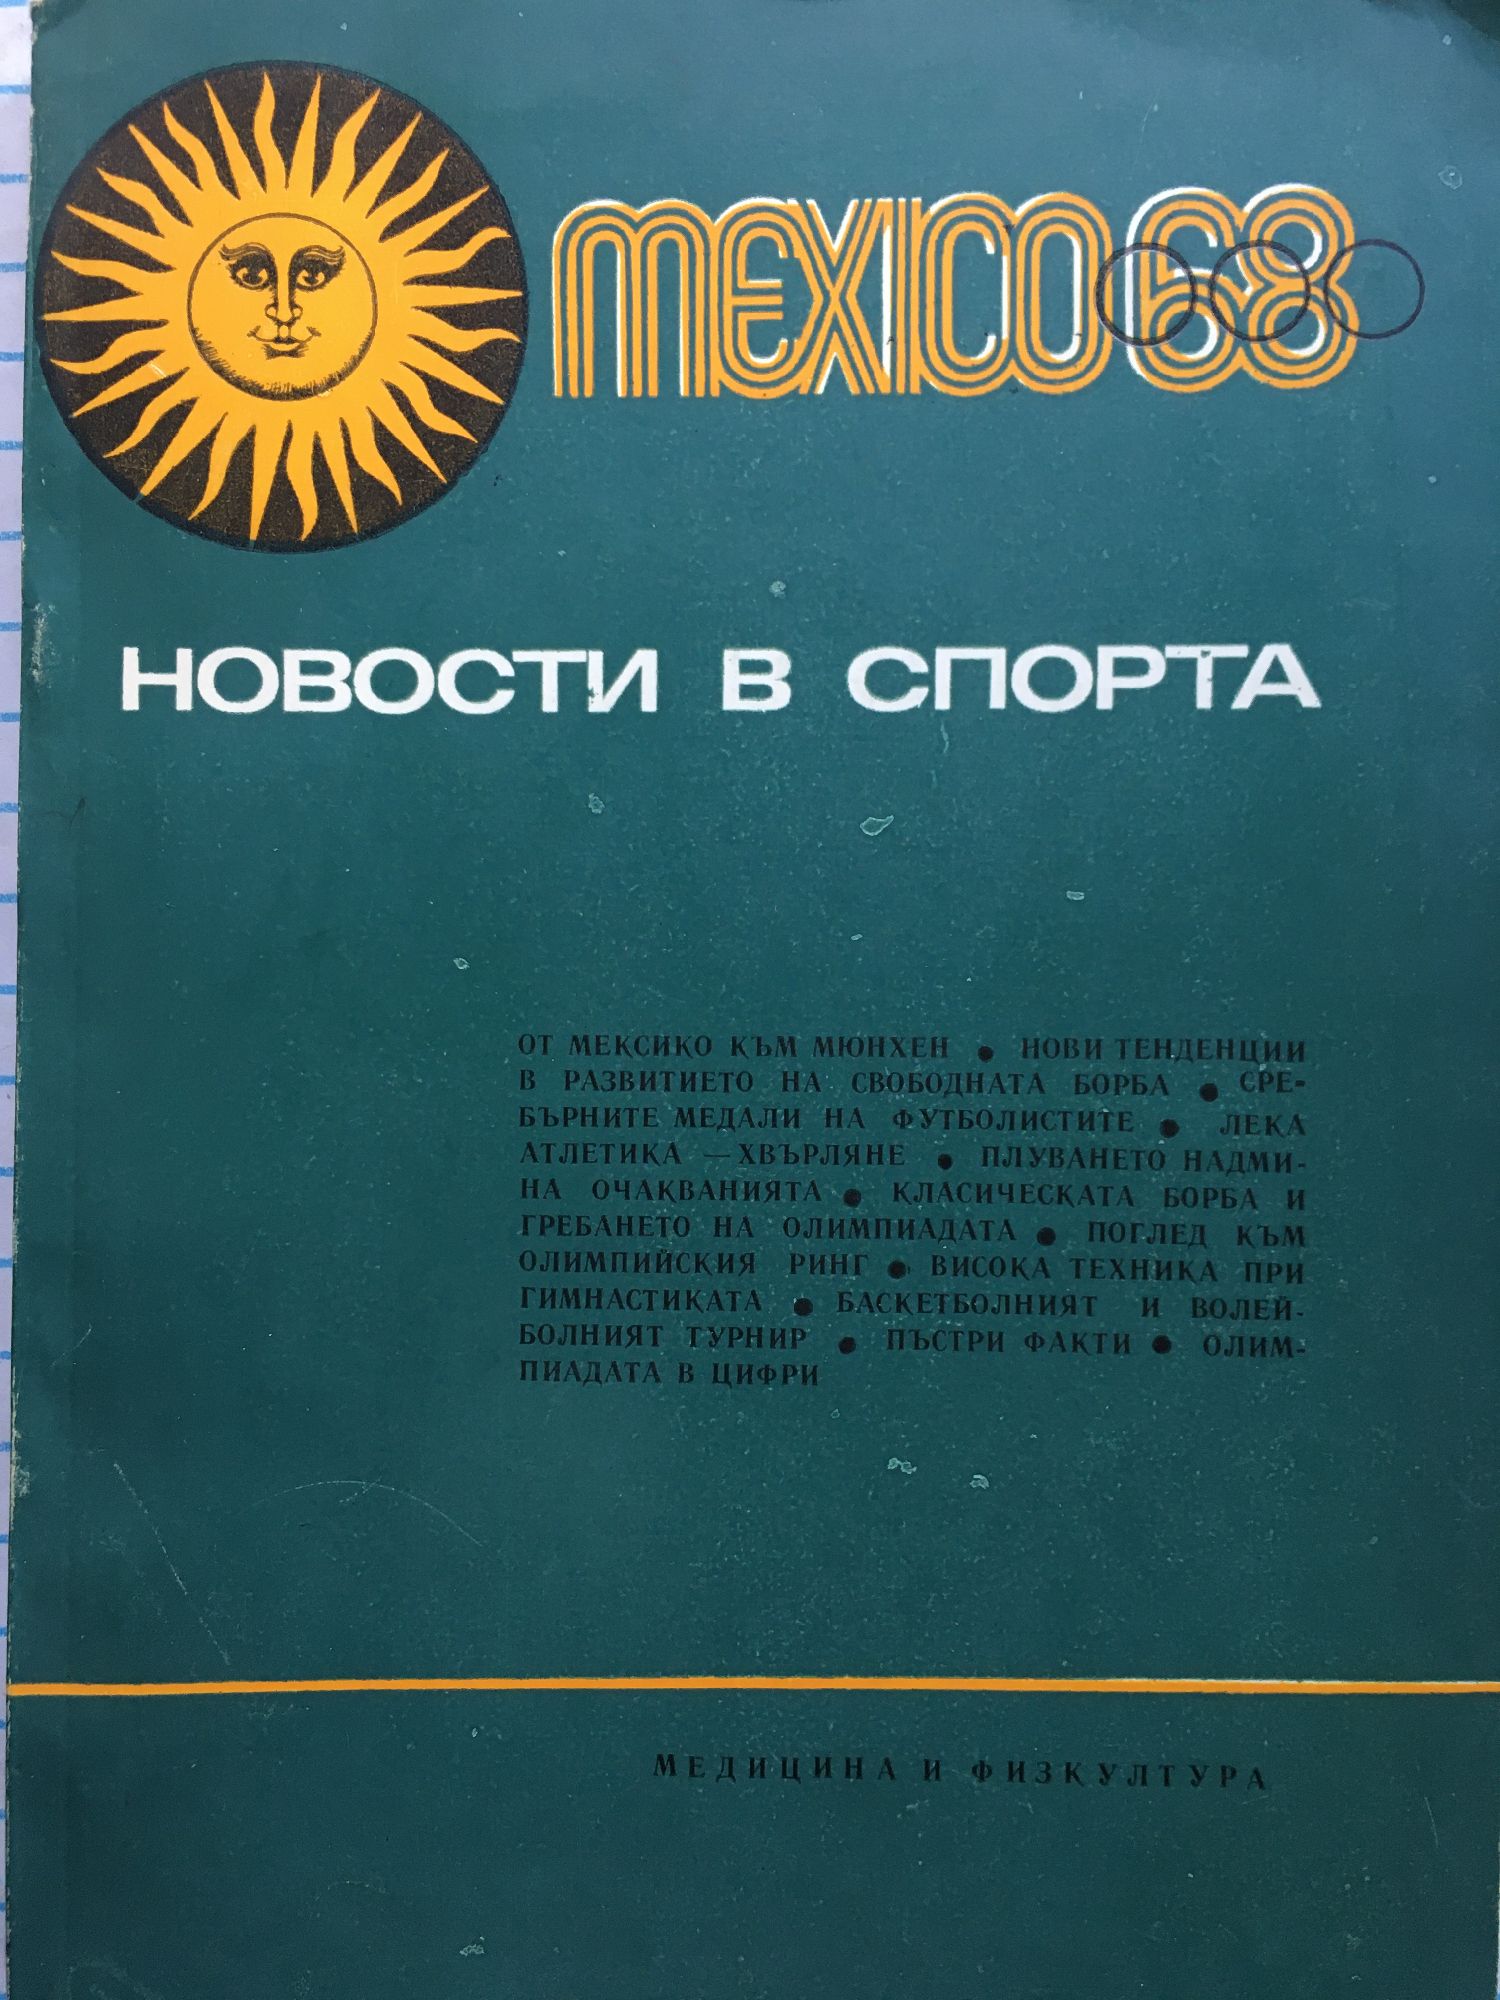 MEXICO68
НОВОСТИ В СПОРТА
ОТ МЕКСИКО КЪМ МЮНХЕН ● НОВИ ТЕНДЕНЦИИ
В РАЗВИТИЕТО НА СВОБОДНАТА БОРБА ● СРЕ-
БЪРНИТЕ МЕДАЛИ НА ФУТБОЛИСТИТЕ ● ЛЕКА
АТЛЕТИКА — ХВЪРЛЯНЕ ● ПЛУВАНЕТО НАДМИ-
НА ОЧАКВАНИЯТА ● КЛАСИЧЕСКАТА БОРБА И
ГРЕБАНЕТО НА ОЛИМПИАДАТА ● ПОГЛЕД КЪМ
ОЛИМПИЙСКИЯ РИНГ ● ВИСОКА ТЕХНИКА ПРИ
ГИМНАСТИКАТА ● БАСКЕТБОЛНИЯТ И ВОЛЕЙ-
БОЛНИЯТ ТУРНИР ● ПЪСТРИ ФАКТИ ● ОЛИМ-
ПИАДАТА В ЦИФРИ
МЕДИЦИНА И ФИЗКУЛТУРА